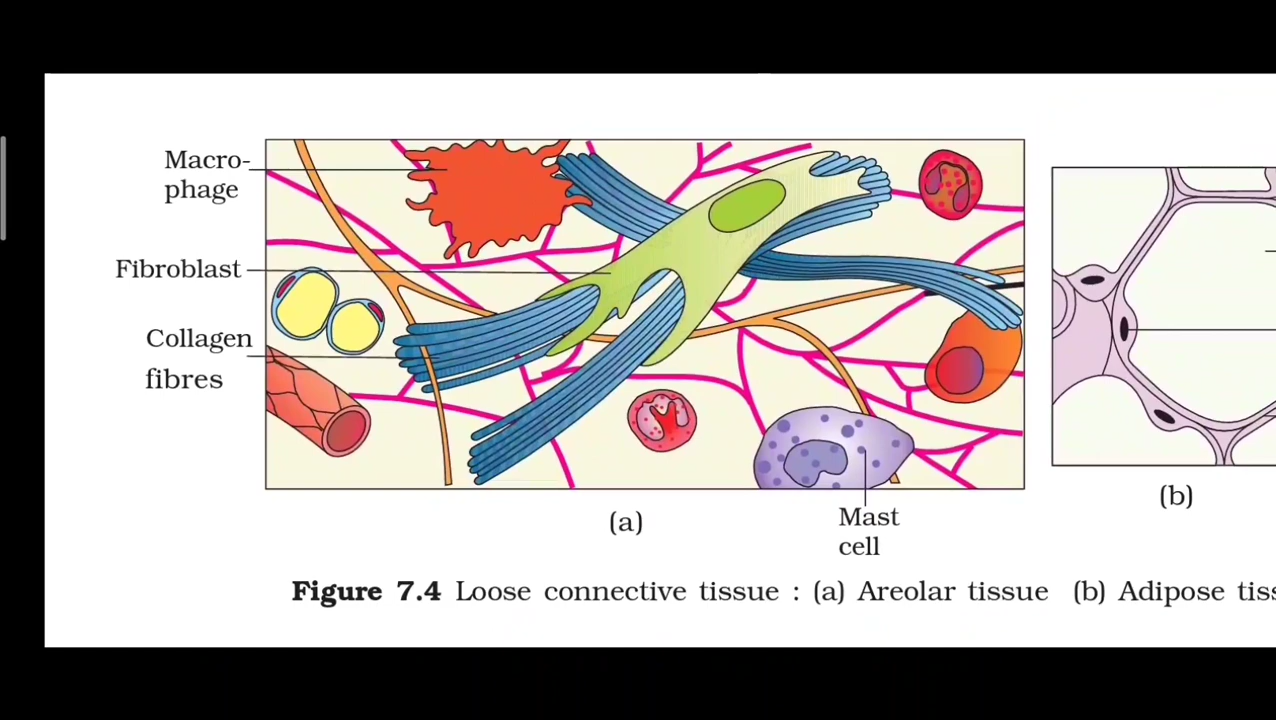 Macro-
phage
Fibroblast
Collagen
fibres
Mast
cell
(a)
(b)
Figure 7.4 Loose connective tissue : (a) Areolar tissue (b) Adipose tiss